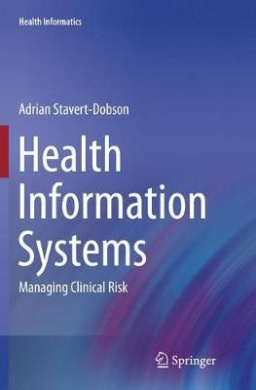 Health Informatics
Adrian Stavert-Dobson
Health
Information
Systems
Managing Clinical Risk
Springer